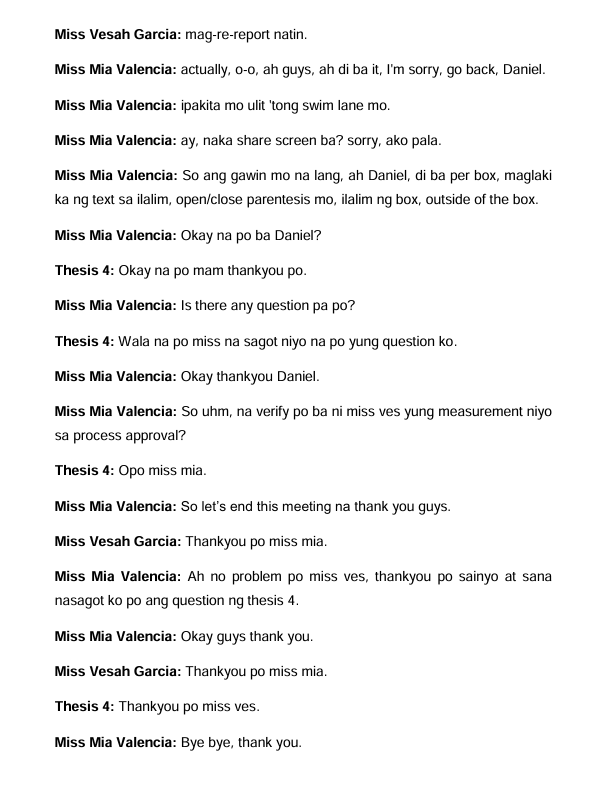 Miss Vesah Garcia: mag-re-report natin.
Miss Mia Valencia: actually, o-o, ah guys, ah di ba it, I'm sorry, go back, Daniel.
Miss Mia Valencia: ipakita mo ulit 'tong swim lane mo.
Miss Mia Valencia: ay, naka share screen ba? sorry, ako pala.
Miss Mia Valencia: So ang gawin mo na lang, ah Daniel, di ba per box, maglaki
ka ng text sa ilalim, open/close parentesis mo, ilalim ng box, outside of the box.
Miss Mia Valencia: Okay na po ba Daniel?
Thesis 4: Okay na po mam thankyou po.
Miss Mia Valencia: Is there any question pa po?
Thesis 4: Wala na po miss na sagot niyo na po yung question ko.
Miss Mia Valencia: Okay thankyou Daniel.
Miss Mia Valencia: So uhm, na verify po ba ni miss ves yung measurement niyo
sa process approval?
Thesis 4: Opo miss mia.
Miss Mia Valencia: So let’s end this meeting na thank you guys.
Miss Vesah Garcia: Thankyou po miss mia.
Miss Mia Valencia: Ah no problem po miss ves, thankyou po sainyo at sana
nasagot ko po ang question ng thesis 4.
Miss Mia Valencia: Okay guys thank you.
Miss Vesah Garcia: Thankyou po miss mia.
Thesis 4: Thankyou po miss ves.
Miss Mia Valencia: Bye bye, thank you.